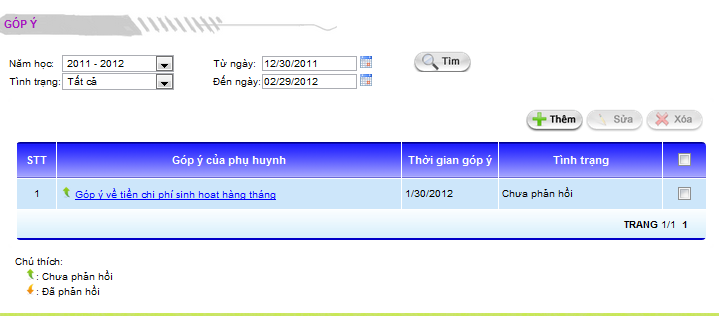 GÓP Ý
Năm học: 2011 - 2012 Từ ngày: 12/30/2011 Tìm
Tình trạng: Tất cả Đến ngày: 02/29/2012
Thêm Sửa Xóa
STT Góp ý của phụ huynh Thời gian góp ý Tình trạng
1 Góp ý về tiền chi phí sinh hoạt hàng tháng 1/30/2012 Chưa phản hồi
TRANG 1/1 1
Chú thích:
: Chưa phản hồi
: Đã phản hồi